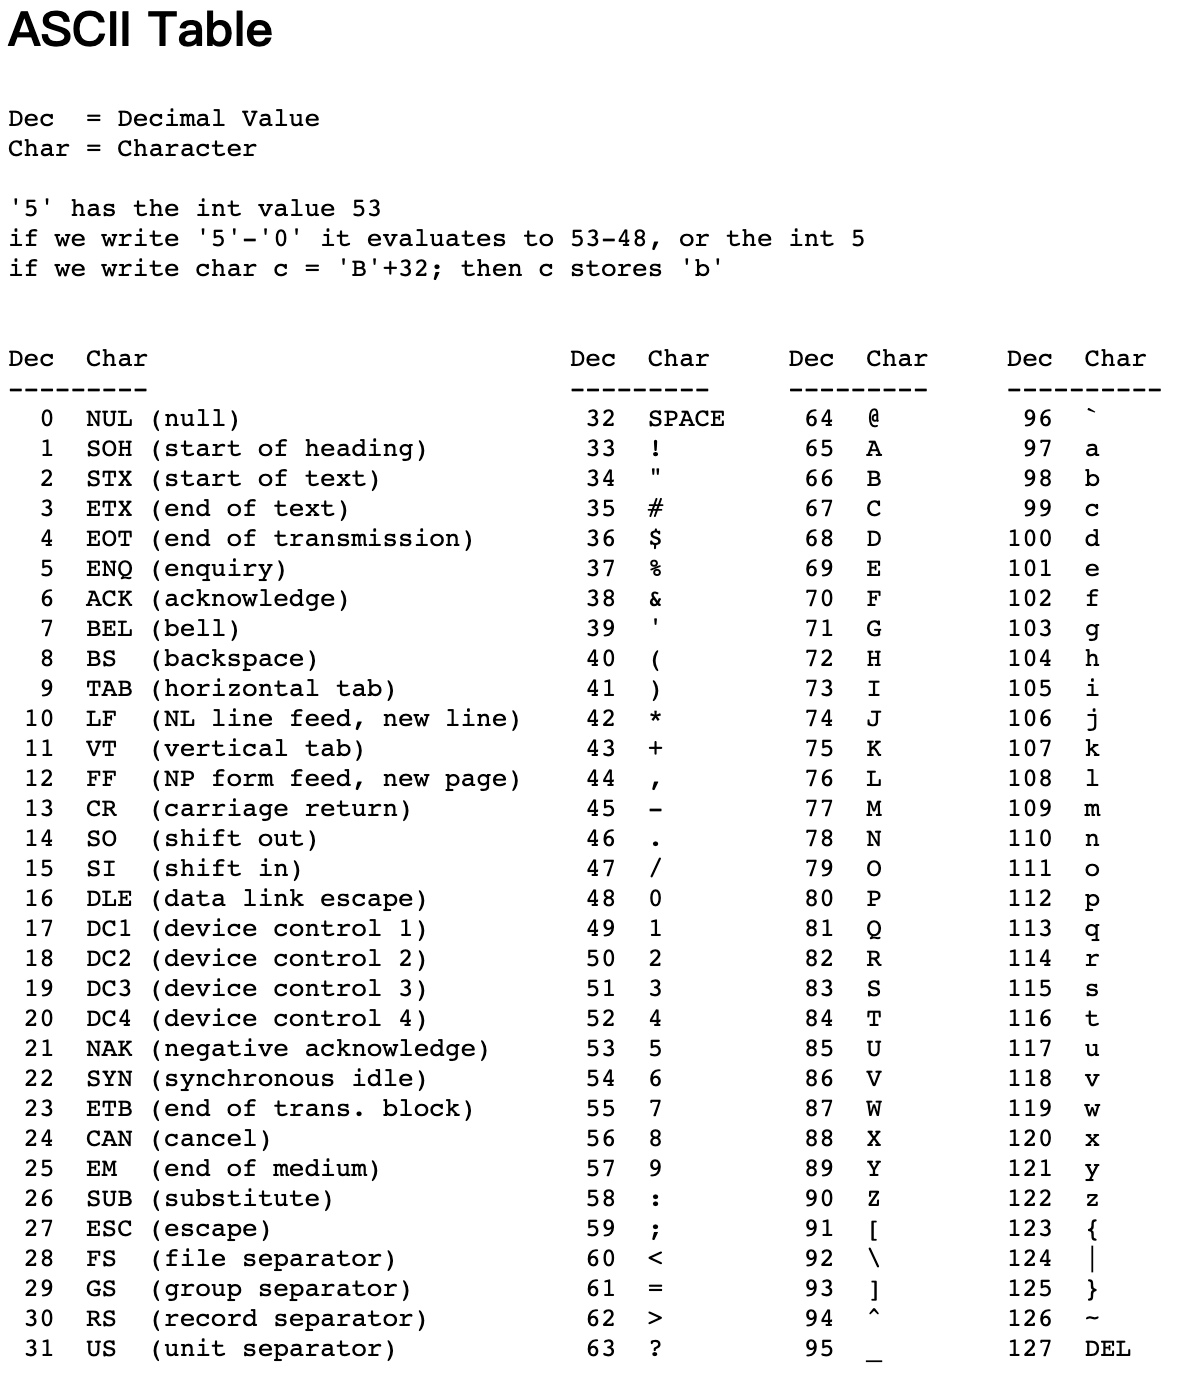 ASCII Table
Dec  = Decimal Value
Char = Character
'5' has the int value 53
if we write '5'-'0' it evaluates to 53-48, or the int 5
if we write char c = 'B'+32; then c stores 'b'
Dec  Char                           Dec  Char     Dec  Char     Dec  Char
---------                           ---------     ---------     ----------
  0  NUL (null)                      32  SPACE     64  @         96  `
  1  SOH (start of heading)          33  !         65  A         97  a
  2  STX (start of text)             34  "         66  B         98  b
  3  ETX (end of text)               35  #         67  C         99  c
  4  EOT (end of transmission)       36  $         68  D        100  d
  5  ENQ (enquiry)                   37  %         69  E        101  e
  6  ACK (acknowledge)               38  &         70  F        102  f
  7  BEL (bell)                      39  '         71  G        103  g
  8  BS  (backspace)                 40  (         72  H        104  h
  9  TAB (horizontal tab)            41  )         73  I        105  i
 10  LF  (NL line feed, new line)    42  *         74  J        106  j
 11  VT  (vertical tab)              43  +         75  K        107  k
 12  FF  (NP form feed, new page)    44  ,         76  L        108  l
 13  CR  (carriage return)           45  -         77  M        109  m
 14  SO  (shift out)                 46  .         78  N        110  n
 15  SI  (shift in)                  47  /         79  O        111  o
 16  DLE (data link escape)          48  0         80  P        112  p
 17  DC1 (device control 1)          49  1         81  Q        113  q
 18  DC2 (device control 2)          50  2         82  R        114  r
 19  DC3 (device control 3)          51  3         83  S        115  s
 20  DC4 (device control 4)          52  4         84  T        116  t
 21  NAK (negative acknowledge)      53  5         85  U        117  u
 22  SYN (synchronous idle)          54  6         86  V        118  v
 23  ETB (end of trans. block)       55  7         87  W        119  w
 24  CAN (cancel)                    56  8         88  X        120  x
 25  EM  (end of medium)             57  9         89  Y        121  y
 26  SUB (substitute)                58  :         90  Z        122  z
 27  ESC (escape)                    59  ;         91  [        123  {
 28  FS  (file separator)            60  <         92  \        124  |
 29  GS  (group separator)           61  =         93  ]        125  }
 30  RS  (record separator)          62  >         94  ^        126  ~
 31  US  (unit separator)            63  ?         95  _        127  DEL